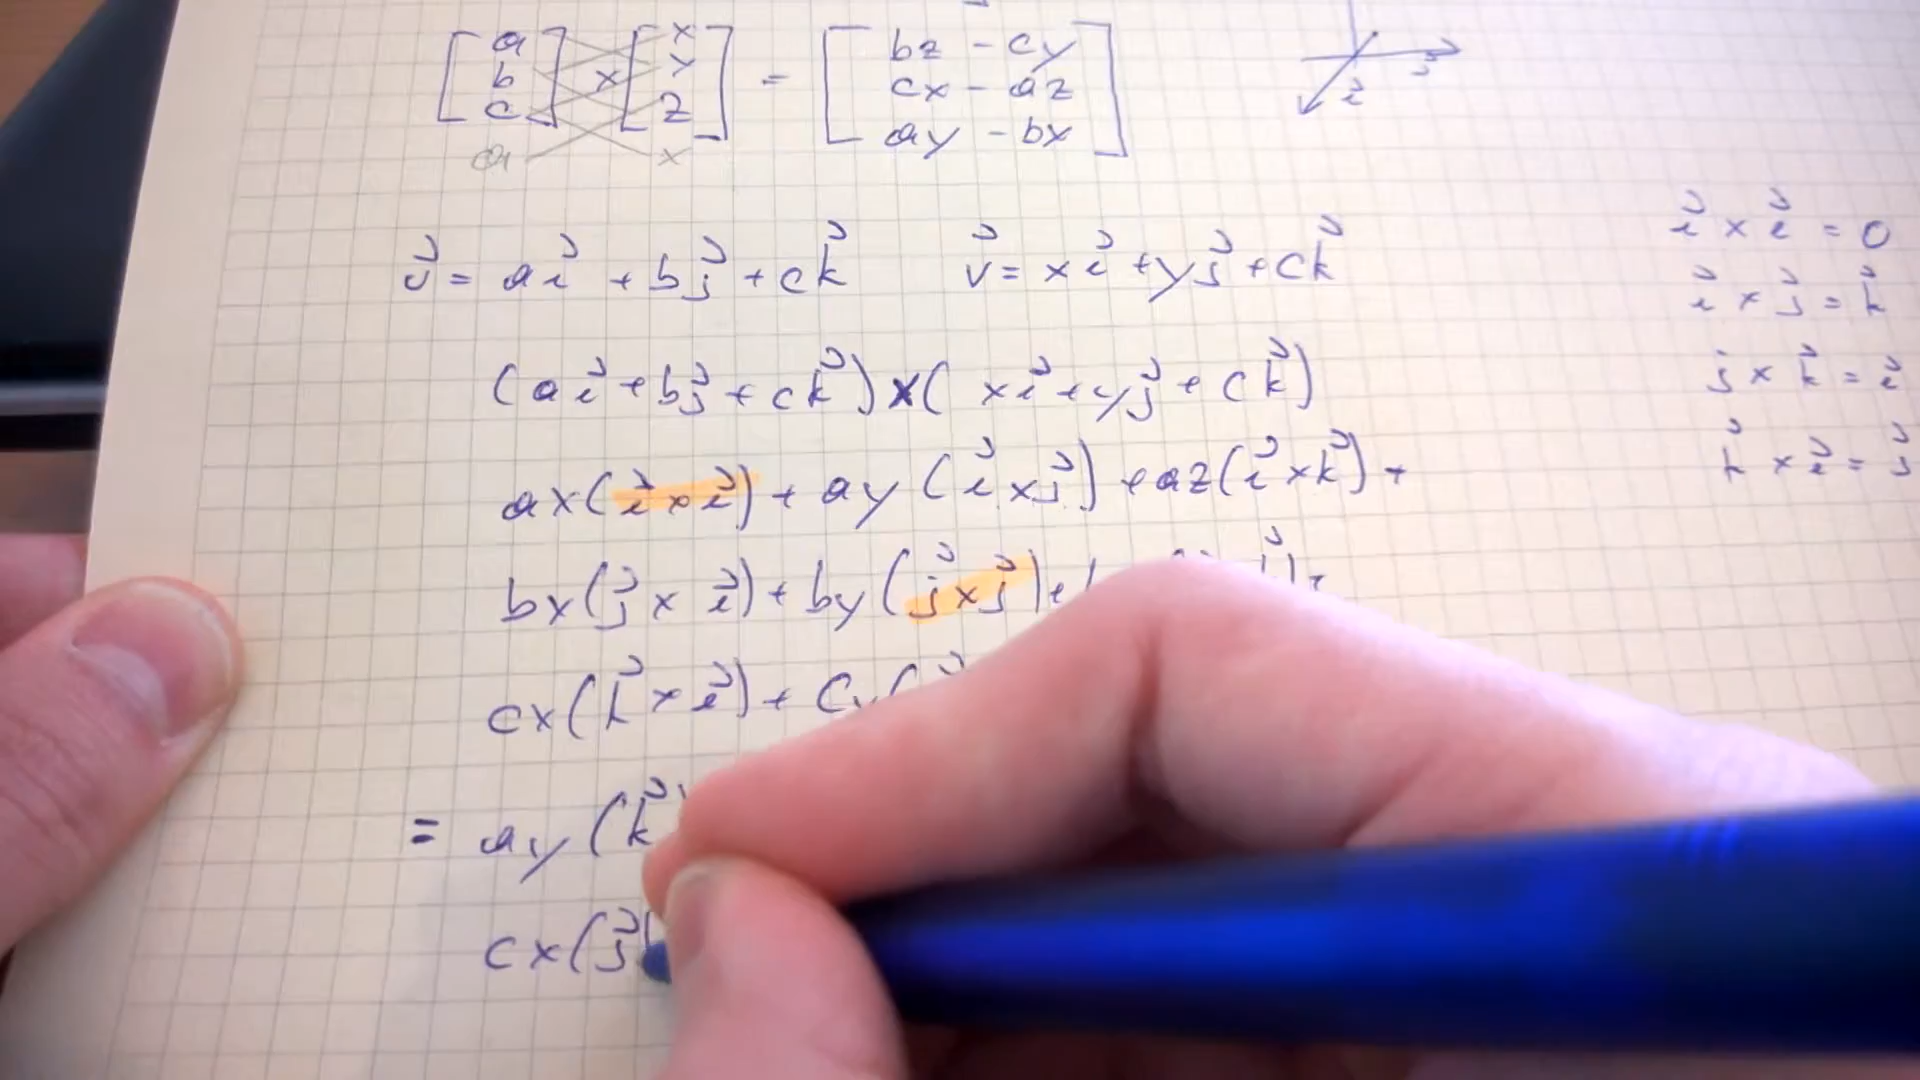 [a b c] × [x y z] = [bz - cy
cx - az
ay - bx]
a x
j
i
v⃗ = ai⃗ + bj⃗ + ck⃗ v⃗ = xi⃗ + yj⃗ + ck⃗
(ai⃗ + bj⃗ + ck⃗) × (xi⃗ + yj⃗ + ck⃗)
ax(i⃗ × i⃗) + ay(i⃗ × j⃗) + az(i⃗ × k⃗) +
bx(j⃗ × i⃗) + by(j⃗ × j⃗) +
cx(k⃗ × i⃗) + cy(
= ay(k⃗
cx(j⃗
i⃗ × i⃗ = 0
i⃗ × j⃗ = k⃗
j × k⃗ = i⃗
k⃗ × i⃗ = j⃗